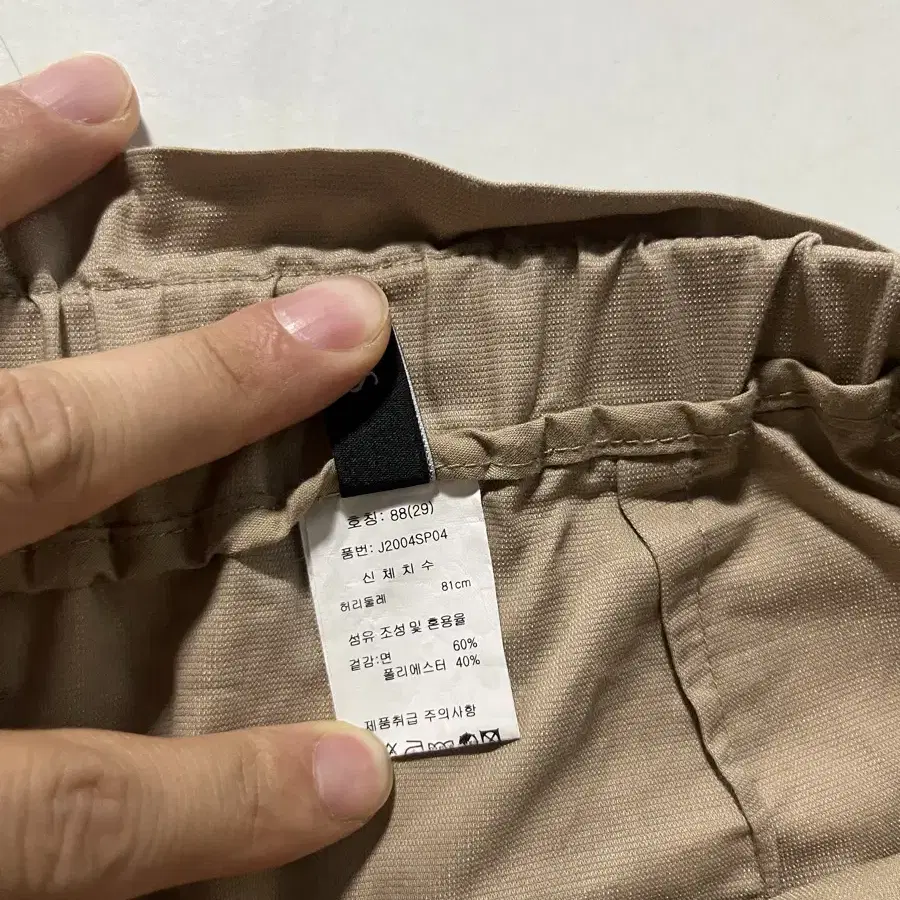 호칭: 88(29)
품번: J2004SP04
신 체 치 수
허리둘레 81cm
섬유 조성 및 혼용율
겉감:면 60%
폴리에스터 40%
제품취급 주의사항